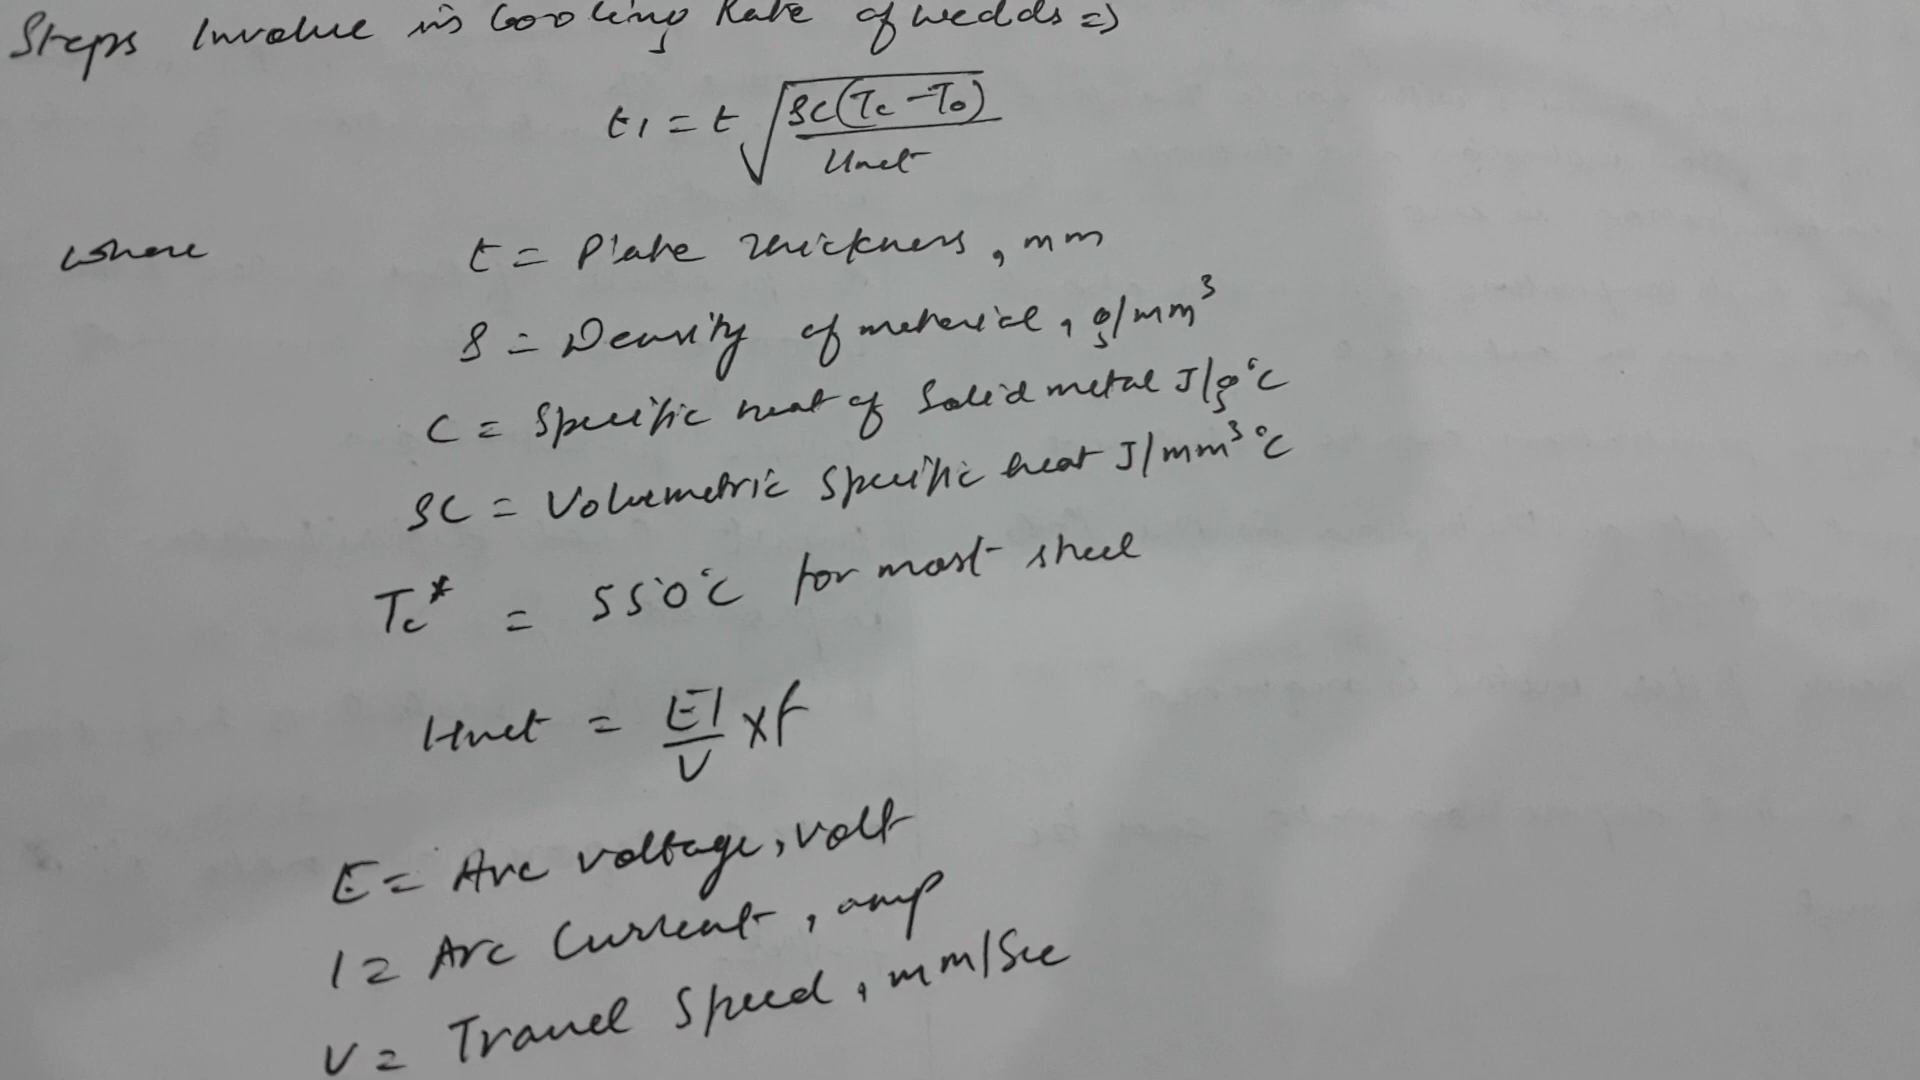 Steps Involve in Cooling Rate of welds ⇒
t1 = t √(ρc(Tc - To) / Hnet)
where t = Plate thickness, mm
ρ = Density of material, g/mm³
C = Specific heat of Solid metal J/g°C
ρC = Volumetric Specific heat J/mm³ °C
Tc* = 550°C for most steel
Hnet = EI/V x f
E = Arc voltage, volt
I = Arc Current, amp
V = Travel Speed, mm/Sec